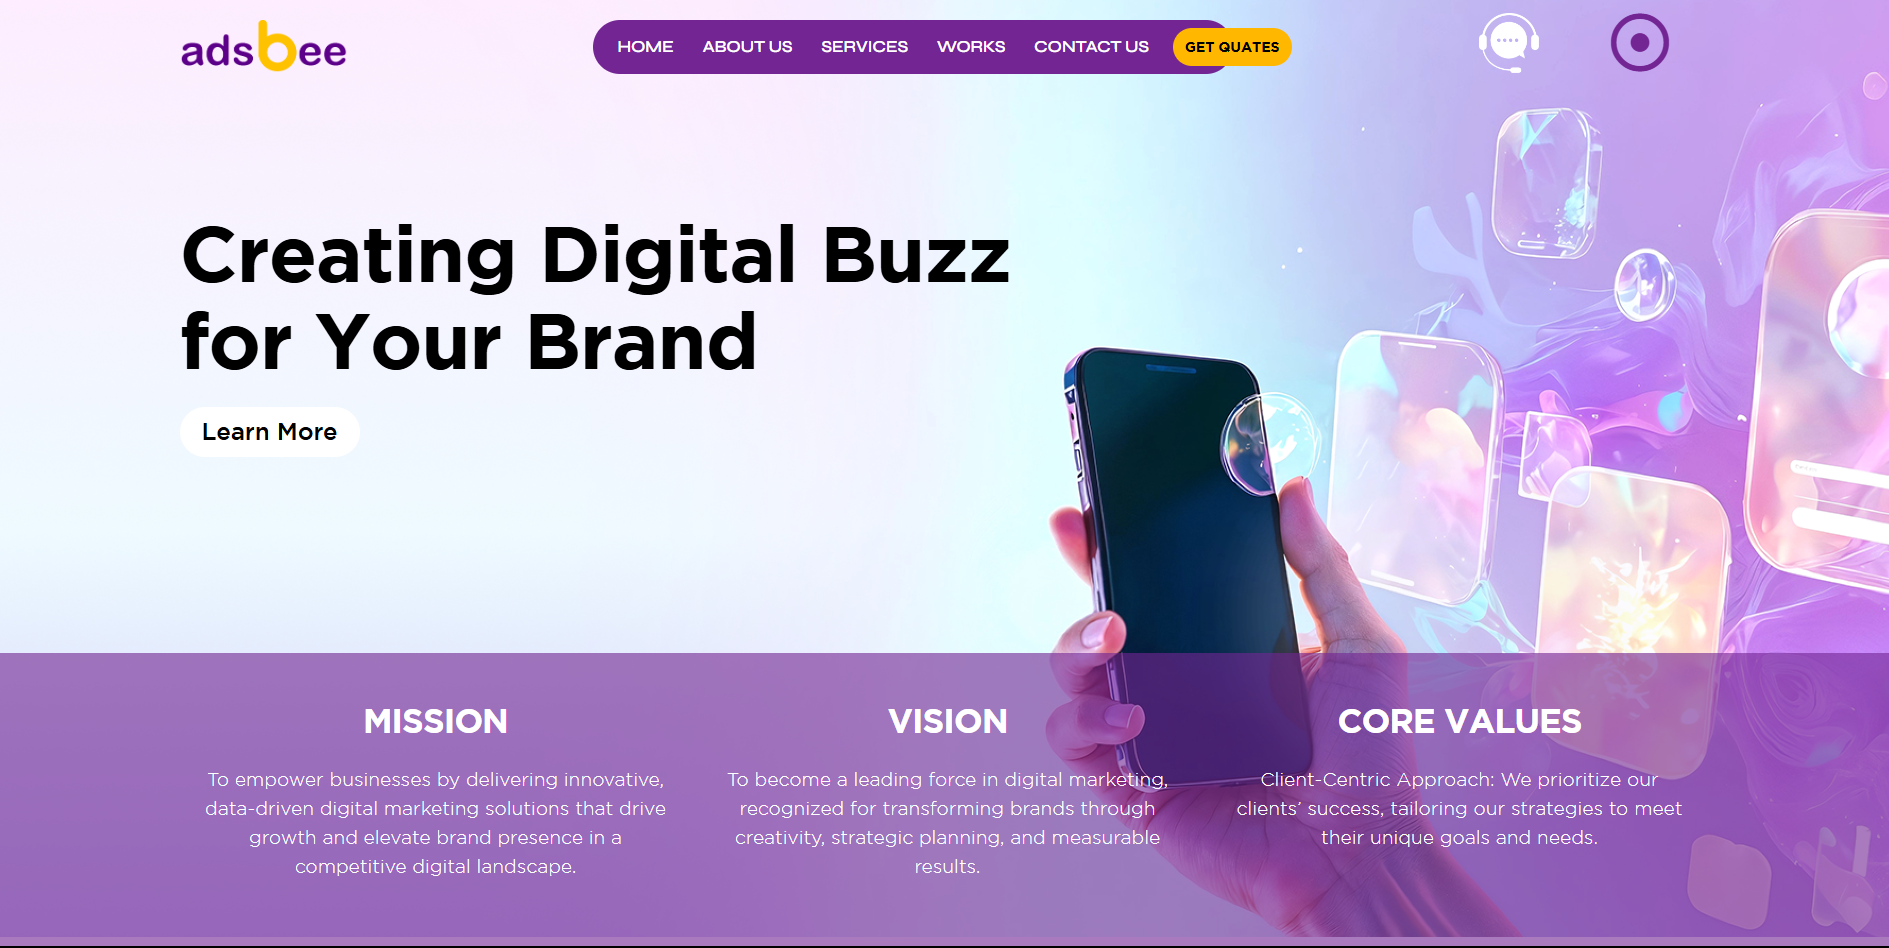 adsbee
HOME ABOUT US SERVICES WORKS CONTACT US GET QUATES
Creating Digital Buzz
for Your Brand
Learn More
MISSION
To empower businesses by delivering innovative,
data-driven digital marketing solutions that drive
growth and elevate brand presence in a
competitive digital landscape.
VISION
To become a leading force in digital marketing,
recognized for transforming brands through
creativity, strategic planning, and measurable
results.
CORE VALUES
Client-Centric Approach: We prioritize our
clients’ success, tailoring our strategies to meet
their unique goals and needs.